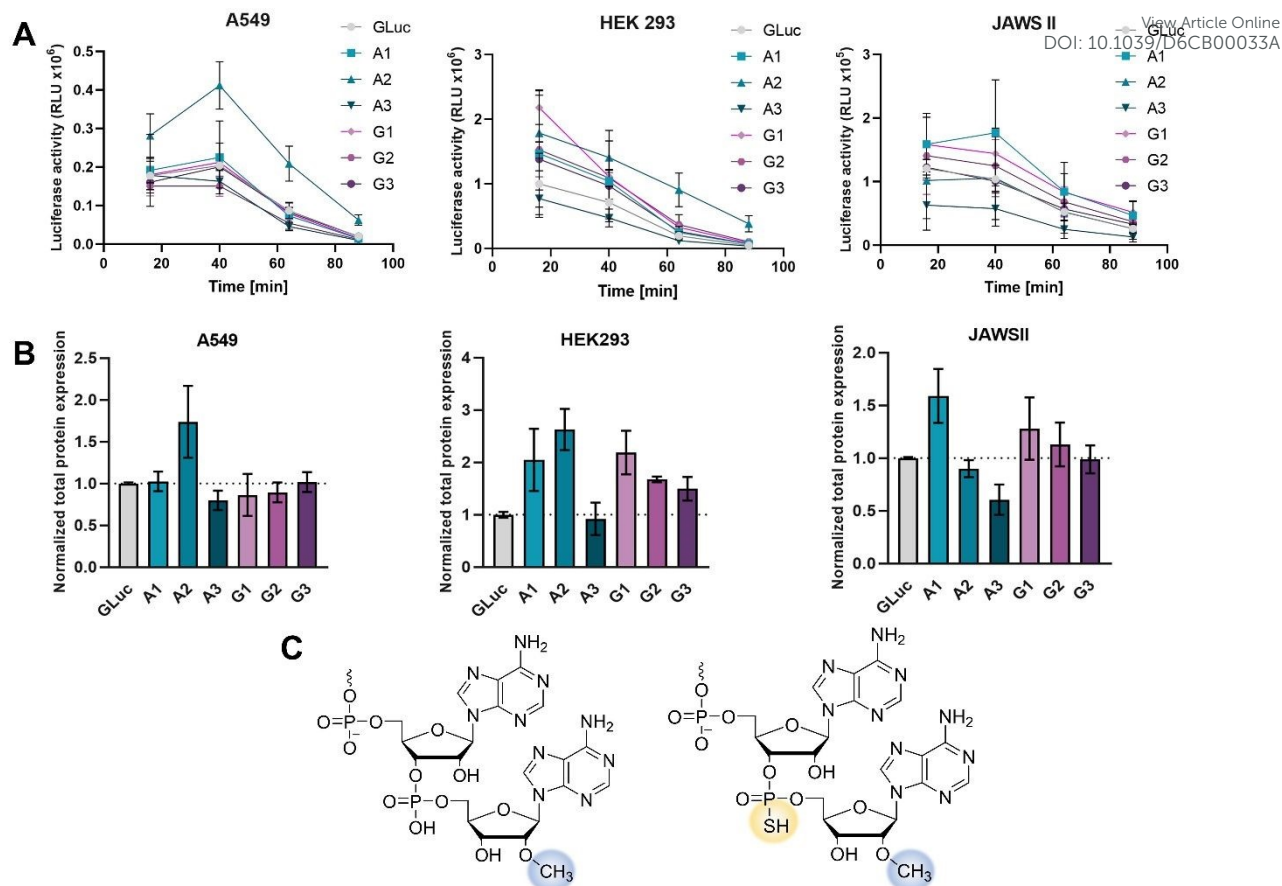 View Article Online
DOI: 10.1039/D6CB00033A
A
A549
Luciferase activity (RLU x10⁶)
0.5
0.4
0.3
0.2
0.1
0.0
0 20 40 60 80 100
Time [min]
GLuc
A1
A2
A3
G1
G2
G3
HEK 293
Luciferase activity (RLU x10⁶)
3
2
1
0
0 20 40 60 80 100
Time [min]
GLuc
A1
A2
A3
G1
G2
G3
JAWS II
Luciferase activity (RLU x10⁵)
3
2
1
0
0 20 40 60 80 100
Time [min]
GLuc
A1
A2
A3
G1
G2
G3
B
A549
Normalized total protein expression
2.5
2.0
1.5
1.0
0.5
0.0
GLuc A1 A2 A3 G1 G2 G3
HEK293
Normalized total protein expression
4
3
2
1
0
GLuc A1 A2 A3 G1 G2 G3
JAWSII
Normalized total protein expression
2.0
1.5
1.0
0.5
0.0
GLuc A1 A2 A3 G1 G2 G3
C
NH₂
N N
N N
O
O=P–O O
O⁻
O OH
NH₂
N N
N N
O=P–O O
OH
OH O
CH₃
NH₂
N N
N N
O
O=P–O O
O⁻
O OH
NH₂
N N
N N
O=P–O O
SH
OH O
CH₃